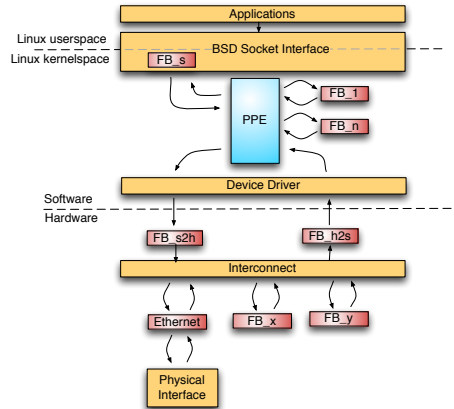 Applications
Linux userspace
BSD Socket Interface
Linux kernelspace
FB_s
PPE
FB_1
FB_n
Device Driver
Software
Hardware
FB_s2h
FB_h2s
Interconnect
Ethernet
FB_x
FB_y
Physical
Interface